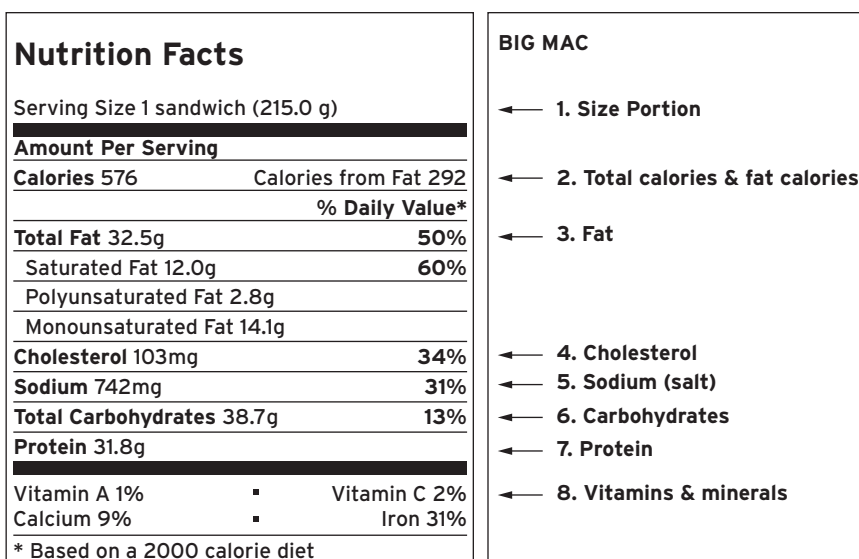 Nutrition Facts
Serving Size 1 sandwich (215.0 g)
Amount Per Serving
Calories 576 Calories from Fat 292
% Daily Value*
Total Fat 32.5g 50%
Saturated Fat 12.0g 60%
Polyunsaturated Fat 2.8g
Monounsaturated Fat 14.1g
Cholesterol 103mg 34%
Sodium 742mg 31%
Total Carbohydrates 38.7g 13%
Protein 31.8g
Vitamin A 1% ▪ Vitamin C 2%
Calcium 9% ▪ Iron 31%
* Based on a 2000 calorie diet
BIG MAC
1. Size Portion
2. Total calories & fat calories
3. Fat
4. Cholesterol
5. Sodium (salt)
6. Carbohydrates
7. Protein
8. Vitamins & minerals